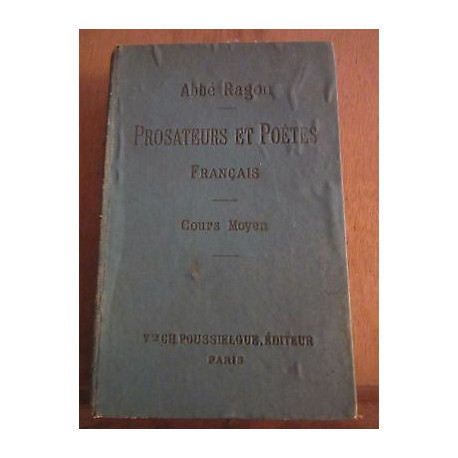 Abbé Ragon
PROSATEURS ET POÈTES
FRANÇAIS
Cours Moyen
Vve CH. POUSSIELGUE, ÉDITEUR
PARIS